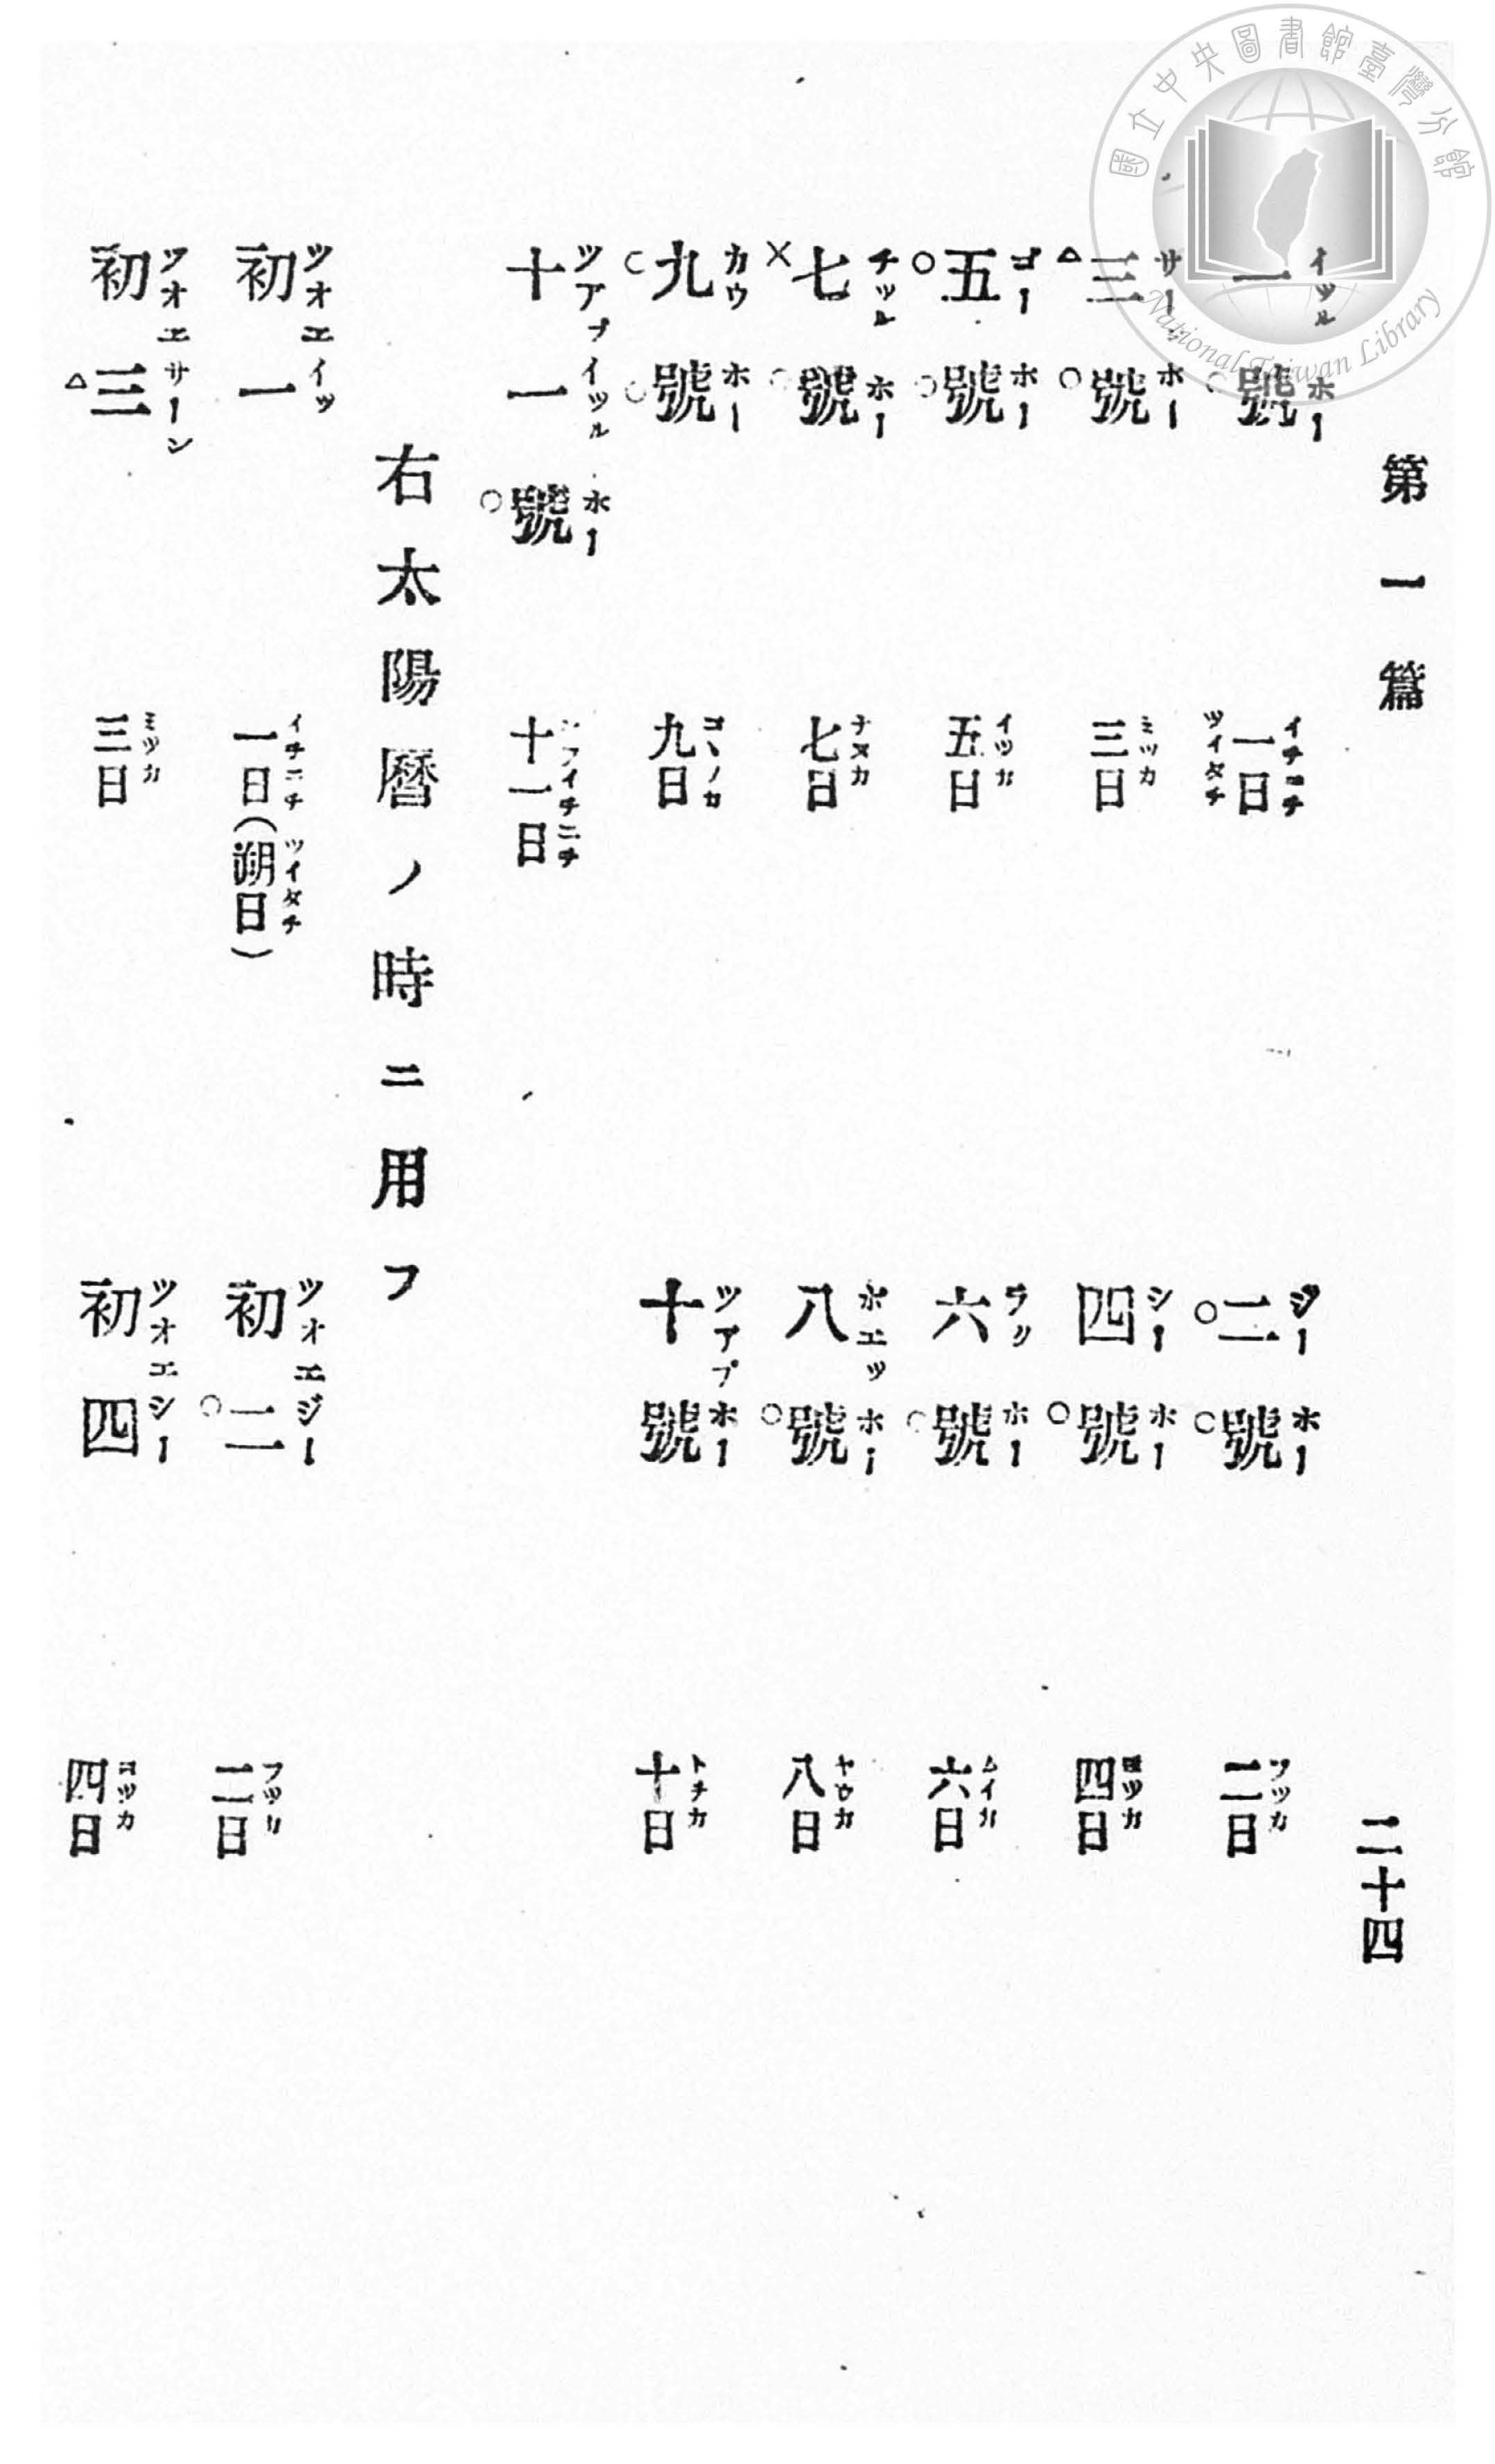 國立中央圖書館臺灣分館
National Taiwan Library
第一篇 二十四
一號 イツル ホー 一日 イチニチ ツイタチ
二號 ジー ホー 二日 フツカ
三號 サー ホー 三日 ミツカ
四號 シー ホー 四日 ヨツカ
五號 ゴー ホー 五日 イツカ
六號 ラク ホー 六日 ムイカ
七號 チツル ホー 七日 ナヌカ
八號 ホエツ ホー 八日 ヤウカ
九號 カウ ホー 九日 コヽノカ
十號 ツアプ ホー 十日 トヲカ
十一號 ツアプイツル ホー 十一日 イチニチ
右太陽曆ノ時ニ用フ
初一 ツオエイツ 一日(朔日) イチニチ ツイタチ
初二 ツオエジー 二日 フツカ
初三 ツオエサーン 三日 ミツカ
初四 ツオエシー 四日 ヨツカ